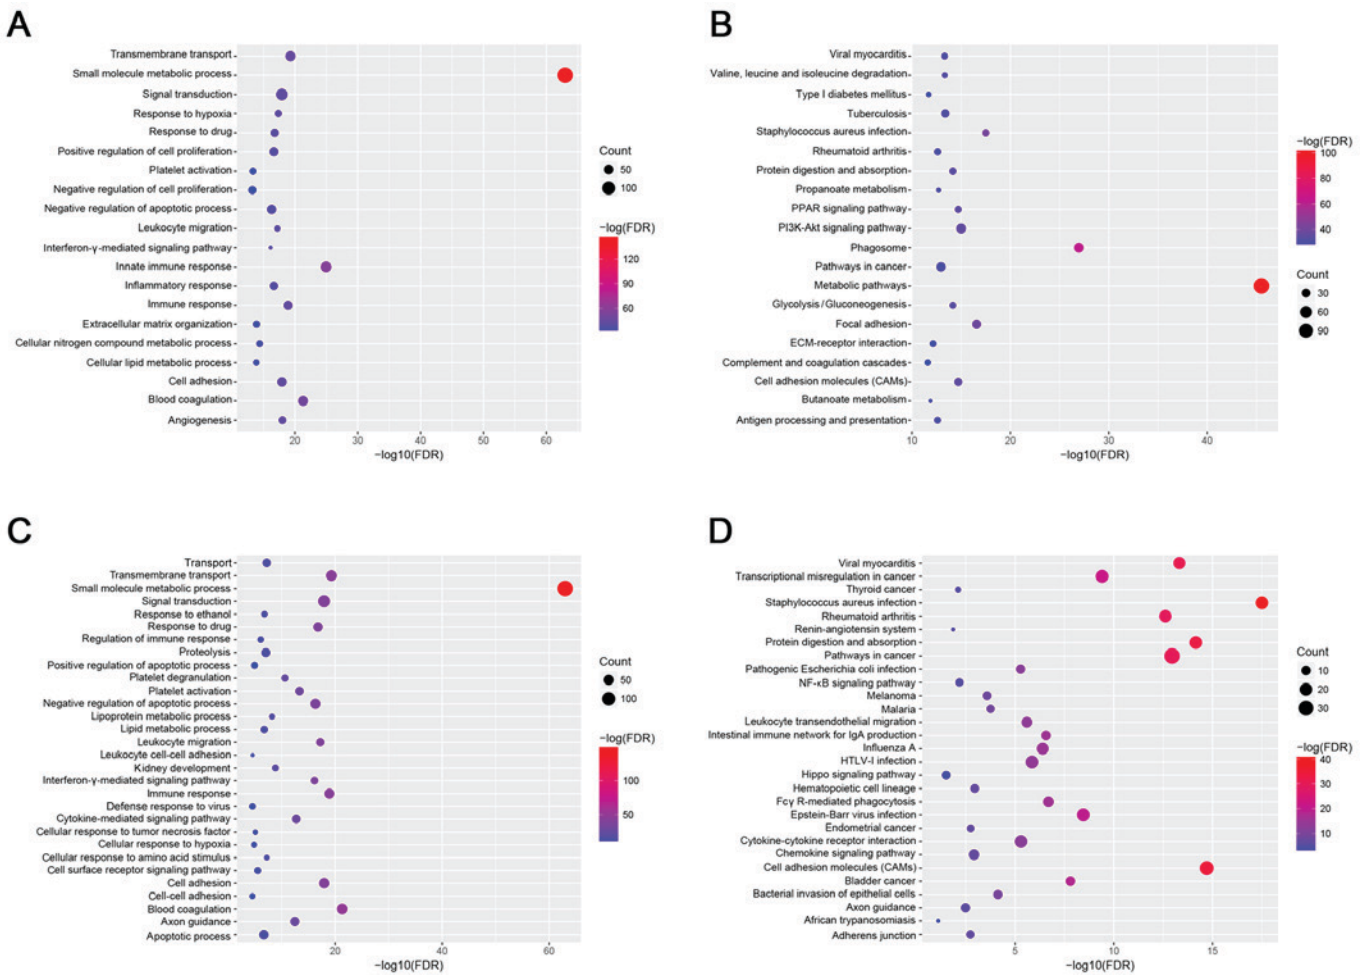 A
Transmembrane transport
Small molecule metabolic process
Signal transduction
Response to hypoxia
Response to drug
Positive regulation of cell proliferation
Platelet activation
Negative regulation of cell proliferation
Negative regulation of apoptotic process
Leukocyte migration
Interferon-γ-mediated signaling pathway
Innate immune response
Inflammatory response
Immune response
Extracellular matrix organization
Cellular nitrogen compound metabolic process
Cellular lipid metabolic process
Cell adhesion
Blood coagulation
Angiogenesis
20 30 40 50 60
−log10(FDR)
Count
50
100
−log(FDR)
120
90
60
B
Viral myocarditis
Valine, leucine and isoleucine degradation
Type I diabetes mellitus
Tuberculosis
Staphylococcus aureus infection
Rheumatoid arthritis
Protein digestion and absorption
Propanoate metabolism
PPAR signaling pathway
PI3K-Akt signaling pathway
Phagosome
Pathways in cancer
Metabolic pathways
Glycolysis/Gluconeogenesis
Focal adhesion
ECM-receptor interaction
Complement and coagulation cascades
Cell adhesion molecules (CAMs)
Butanoate metabolism
Antigen processing and presentation
10 20 30 40
−log10(FDR)
−log(FDR)
100
80
60
40
Count
30
60
90
C
Transport
Transmembrane transport
Small molecule metabolic process
Signal transduction
Response to ethanol
Response to drug
Regulation of immune response
Proteolysis
Positive regulation of apoptotic process
Platelet degranulation
Platelet activation
Negative regulation of apoptotic process
Lipoprotein metabolic process
Lipid metabolic process
Leukocyte migration
Leukocyte cell-cell adhesion
Kidney development
Interferon-γ-mediated signaling pathway
Immune response
Defense response to virus
Cytokine-mediated signaling pathway
Cellular response to tumor necrosis factor
Cellular response to hypoxia
Cellular response to amino acid stimulus
Cell surface receptor signaling pathway
Cell adhesion
Cell-cell adhesion
Blood coagulation
Axon guidance
Apoptotic process
20 40 60
−log10(FDR)
Count
50
100
−log(FDR)
100
50
D
Viral myocarditis
Transcriptional misregulation in cancer
Thyroid cancer
Staphylococcus aureus infection
Rheumatoid arthritis
Renin-angiotensin system
Protein digestion and absorption
Pathways in cancer
Pathogenic Escherichia coli infection
NF-κB signaling pathway
Melanoma
Malaria
Leukocyte transendothelial migration
Intestinal immune network for IgA production
Influenza A
HTLV-I infection
Hippo signaling pathway
Hematopoietic cell lineage
Fcγ R-mediated phagocytosis
Epstein-Barr virus infection
Endometrial cancer
Cytokine-cytokine receptor interaction
Chemokine signaling pathway
Cell adhesion molecules (CAMs)
Bladder cancer
Bacterial invasion of epithelial cells
Axon guidance
African trypanosomiasis
Adherens junction
5 10 15
−log10(FDR)
Count
10
20
30
−log(FDR)
40
30
20
10